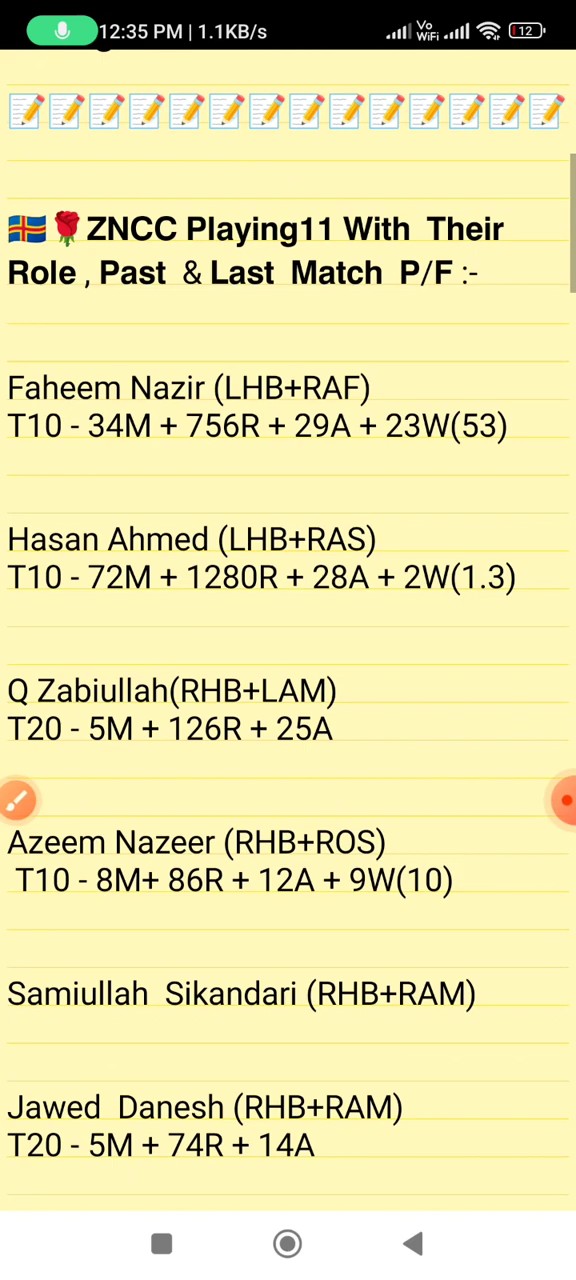 12:35 PM | 1.1KB/s
Vo WiFi
12
📝📝📝📝📝📝📝📝📝📝📝📝📝📝
🇦🇽🌹ZNCC Playing11 With Their
Role , Past & Last Match P/F :-
Faheem Nazir (LHB+RAF)
T10 - 34M + 756R + 29A + 23W(53)
Hasan Ahmed (LHB+RAS)
T10 - 72M + 1280R + 28A + 2W(1.3)
Q Zabiullah(RHB+LAM)
T20 - 5M + 126R + 25A
Azeem Nazeer (RHB+ROS)
T10 - 8M+ 86R + 12A + 9W(10)
Samiullah Sikandari (RHB+RAM)
Jawed Danesh (RHB+RAM)
T20 - 5M + 74R + 14A